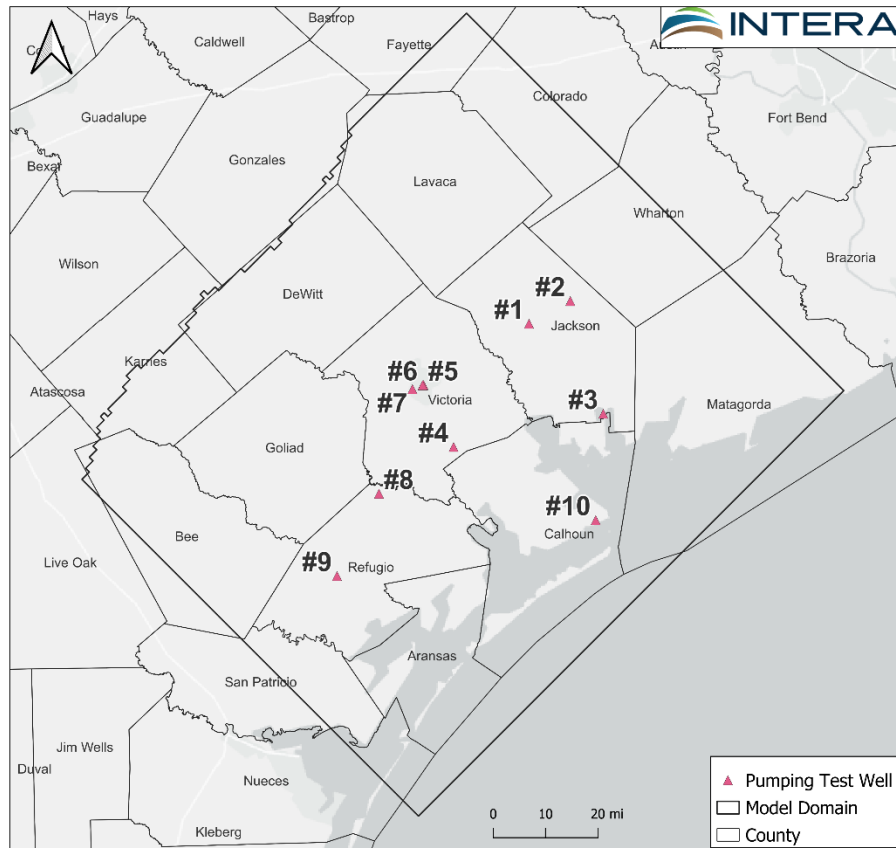 Hays
Bastrop
INTERA
Caldwell
Fayette
Colorado
Fort Bend
Guadalupe
Gonzales
Bexar
Lavaca
Wharton
Brazoria
Wilson
DeWitt
#2
#1
Jackson
Karnes
Atascosa
#6 #5
Victoria
#7
#3
Matagorda
Goliad
#4
#8
#10
Calhoun
Bee
Live Oak
#9
Refugio
Aransas
San Patricio
Jim Wells
Duval
Nueces
Kleberg
0 10 20 mi
Pumping Test Well
Model Domain
County